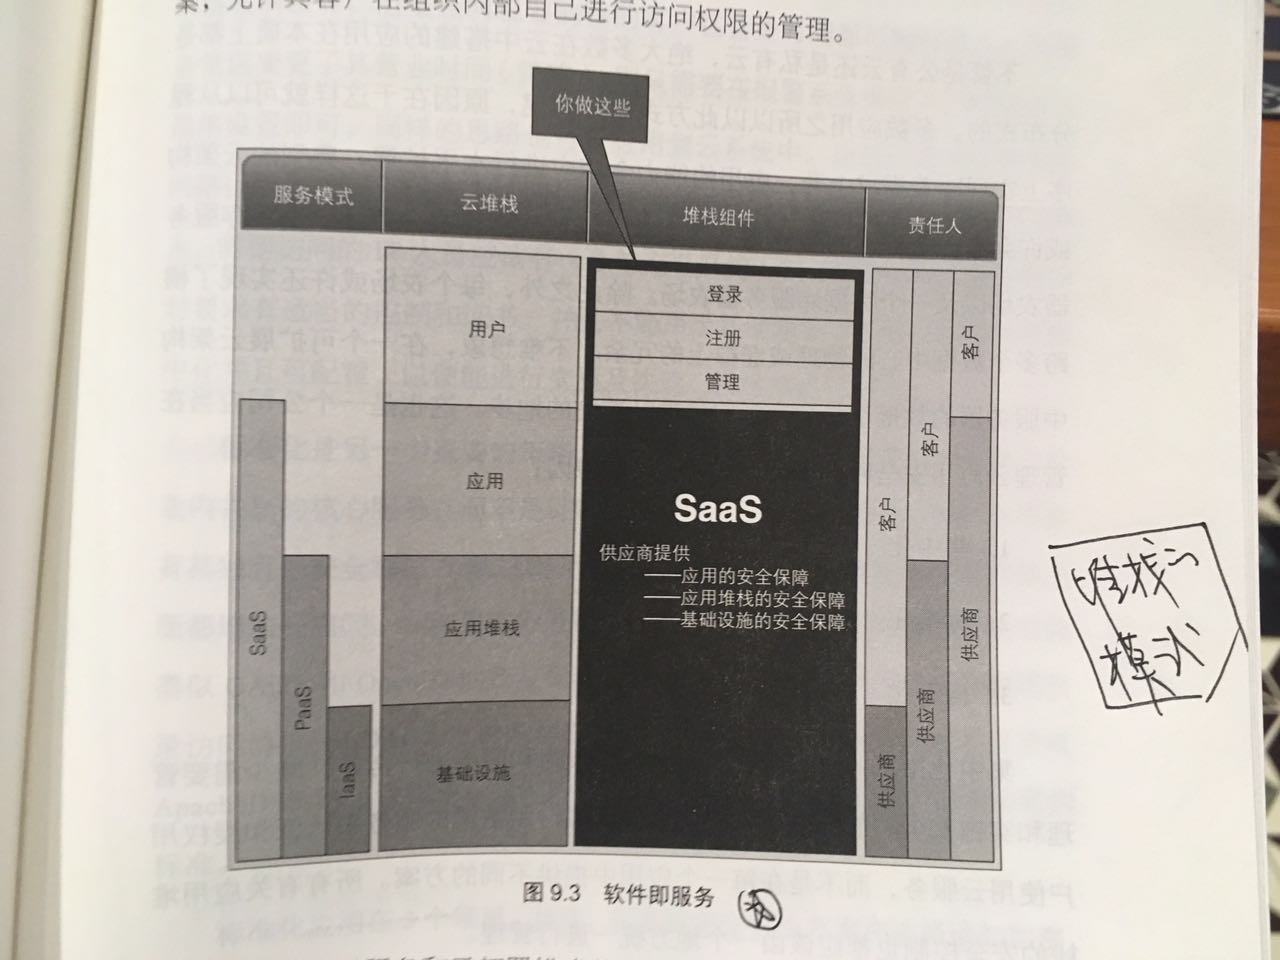 案，允许其客户在组织内部自己进行访问权限的管理。
你做这些
服务模式 云堆栈 堆栈组件 责任人
用户
登录
注册
管理
应用
应用堆栈
基础设施
SaaS
PaaS
IaaS
SaaS
供应商提供
——应用的安全保障
——应用堆栈的安全保障
——基础设施的安全保障
客户
供应商
客户
供应商
客户
供应商
堆栈
模式
图 9.3 软件即服务